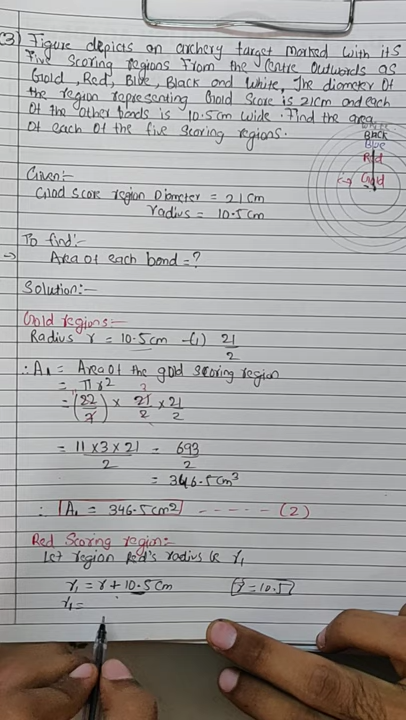 (3) Figure depicts an archery target marked with its
Five Scoring regions From the Centre Outwards as
Gold, Red, Blue, Black and White, The diameter of
the region representing Gold Score is 21cm and each
Of the other bands is 10.5cm wide. Find the area
Of each Of the five scoring regions.
Black
Blue
Red
Gold
Given:-
Glod score region Diameter = 21cm
radius = 10.5cm
To find:-
→ Area of each bond = ?
Solution:-
Gold regions:-
Radius r = 10.5cm -(1) 21/2
∴ A₁ = Area of the gold scoring region
= πr²
= (22/7) × 21/2 × 21/2
3
= 11×3×21/2 = 693/2
= 346.5cm³
∴ A₁ = 346.5cm² ------ (2)
Red Scoring region:-
Let region Red's radius is r₁
r₁ = r + 10.5cm r = 10.5
r₁ =